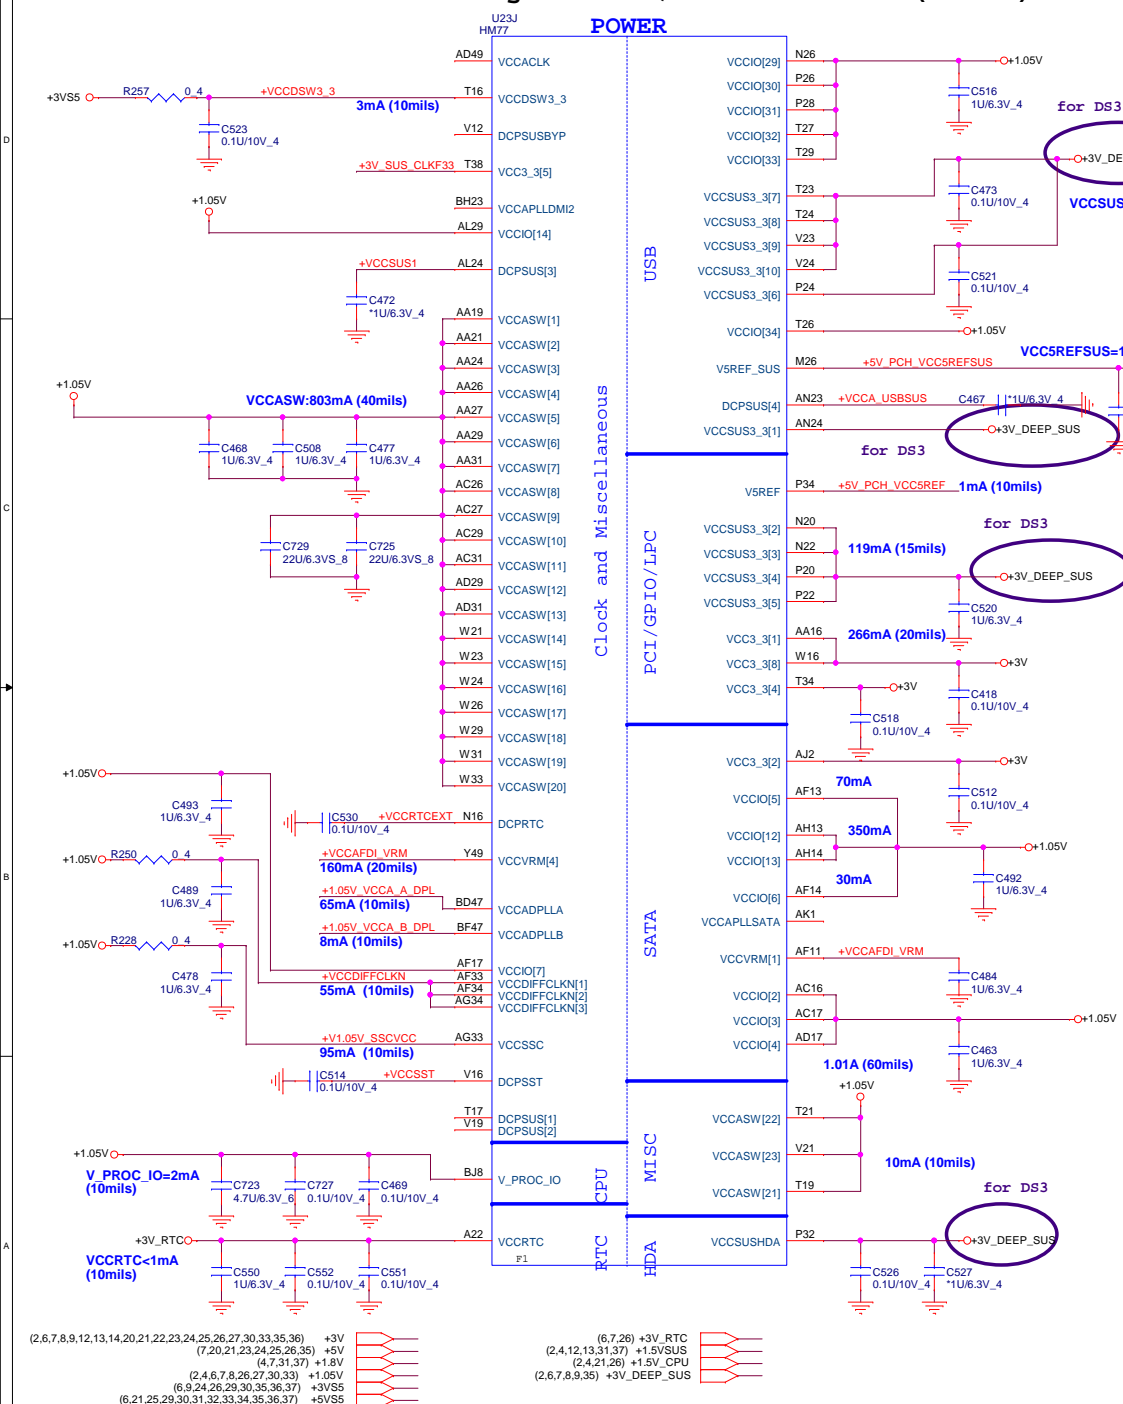 U23J
HM77
POWER
AD49
VCCACLK
VCCIO[29]
N26
+1.05V
VCCIO[30]
P26
C516
1U/6.3V_4
+3VS5
R257
0_4
+VCCDSW3_3
T16
VCCDSW3_3
3mA (10mils)
VCCIO[31]
P28
for DS3
C523
0.1U/10V_4
V12
DCPSUSBYP
VCCIO[32]
T27
VCCIO[33]
T29
+3V_DE
+3V_SUS_CLKF33
T38
VCC3_3[5]
VCCSUS3_3[7]
T23
C473
0.1U/10V_4
VCCSUS
+1.05V
BH23
VCCAPLLDMI2
VCCSUS3_3[8]
T24
AL29
VCCIO[14]
VCCSUS3_3[9]
V23
USB
+VCCSUS1
AL24
DCPSUS[3]
VCCSUS3_3[10]
V24
C521
0.1U/10V_4
VCCSUS3_3[6]
P24
C472
*1U/6.3V_4
AA19
VCCASW[1]
VCCIO[34]
T26
+1.05V
AA21
VCCASW[2]
VCC5REFSUS=1
AA24
VCCASW[3]
V5REF_SUS
M26
+5V_PCH_VCC5REFSUS
+1.05V
AA26
VCCASW[4]
VCCASW:803mA (40mils)
DCPSUS[4]
AN23
+VCCA_USBSUS
C467
*1U/6.3V_4
AA27
VCCASW[5]
VCCSUS3_3[1]
AN24
+3V_DEEP_SUS
C468
1U/6.3V_4
C508
1U/6.3V_4
C477
1U/6.3V_4
AA29
VCCASW[6]
for DS3
AA31
VCCASW[7]
Clock and Miscellaneous
AC26
VCCASW[8]
V5REF
P34
+5V_PCH_VCC5REF
1mA (10mils)
AC27
VCCASW[9]
VCCSUS3_3[2]
N20
for DS3
C729
22U/6.3VS_8
C725
22U/6.3VS_8
AC29
VCCASW[10]
VCCSUS3_3[3]
N22
119mA (15mils)
AC31
VCCASW[11]
VCCSUS3_3[4]
P20
+3V_DEEP_SUS
AD29
VCCASW[12]
VCCSUS3_3[5]
P22
C520
1U/6.3V_4
PCI/GPIO/LPC
AD31
VCCASW[13]
W21
VCCASW[14]
VCC3_3[1]
AA16
266mA (20mils)
W23
VCCASW[15]
VCC3_3[8]
W16
+3V
W24
VCCASW[16]
VCC3_3[4]
T34
+3V
C418
0.1U/10V_4
W26
VCCASW[17]
C518
0.1U/10V_4
W29
VCCASW[18]
W31
VCCASW[19]
VCC3_3[2]
AJ2
+3V
+1.05V
W33
VCCASW[20]
70mA
VCCIO[5]
AF13
C512
0.1U/10V_4
C493
1U/6.3V_4
C530
0.1U/10V_4
+VCCRTCEXT
N16
DCPRTC
VCCIO[12]
AH13
350mA
+1.05V
R250
0_4
+VCCAFDI_VRM
Y49
VCCVRM[4]
VCCIO[13]
AH14
+1.05V
160mA (20mils)
30mA
C492
1U/6.3V_4
C489
1U/6.3V_4
+1.05V_VCCA_A_DPL
65mA (10mils)
BD47
VCCADPLLA
VCCIO[6]
AF14
VCCAPLLSATA
AK1
+1.05V_VCCA_B_DPL
8mA (10mils)
BF47
VCCADPLLB
SATA
+1.05V
R228
0_4
VCCVRM[1]
AF11
+VCCAFDI_VRM
C478
1U/6.3V_4
AF17
VCCIO[7]
+VCCDIFFCLKN
AF33
VCCDIFFCLKN[1]
55mA (10mils)
AF34
VCCDIFFCLKN[2]
AG34
VCCDIFFCLKN[3]
C484
1U/6.3V_4
VCCIO[2]
AC16
VCCIO[3]
AC17
+1.05V
+V1.05V_SSCVCC
AG33
VCCSSC
95mA (10mils)
VCCIO[4]
AD17
C463
1U/6.3V_4
1.01A (60mils)
C514
0.1U/10V_4
+VCCSST
V16
DCPSST
+1.05V
T17
DCPSUS[1]
V19
DCPSUS[2]
VCCASW[22]
T21
MISC
+1.05V
VCCASW[23]
V21
10mA (10mils)
V_PROC_IO=2mA
(10mils)
BJ8
V_PROC_IO
CPU
VCCASW[21]
T19
for DS3
C723
4.7U/6.3V_6
C727
0.1U/10V_4
C469
0.1U/10V_4
+3V_RTC
A22
VCCRTC
RTC
HDA
VCCSUSHDA
P32
+3V_DEEP_SUS
VCCRTC<1mA
(10mils)
F1
C550
1U/6.3V_4
C552
0.1U/10V_4
C551
0.1U/10V_4
C526
0.1U/10V_4
C527
*1U/6.3V_4
(2,6,7,8,9,12,13,14,20,21,22,23,24,25,26,27,30,33,35,36) +3V
(7,20,21,23,24,25,26,35) +5V
(4,7,31,37) +1.8V
(2,4,6,7,8,26,27,30,33) +1.05V
(6,9,24,26,29,30,35,36,37) +3VS5
(6,21,25,29,30,31,32,33,34,35,36,37) +5VS5
(6,7,26) +3V_RTC
(2,4,12,13,31,37) +1.5VSUS
(2,4,21,26) +1.5V_CPU
(2,6,7,8,9,35) +3V_DEEP_SUS
D
C
B
A